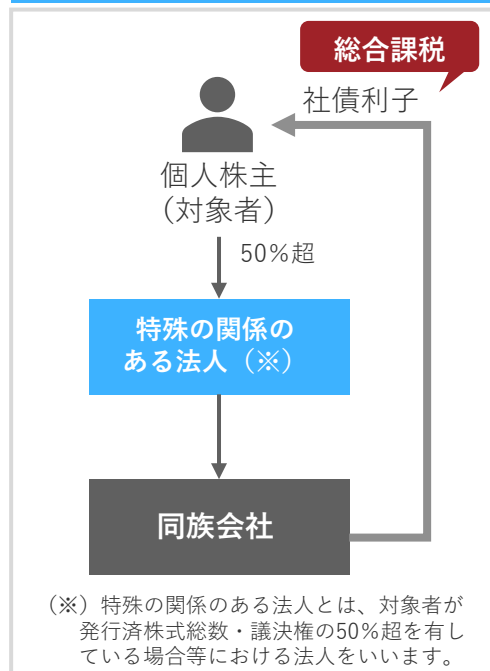 総合課税
社債利子
個人株主
（対象者）
50％超
特殊の関係の
ある法人（※）
同族会社
（※）特殊の関係のある法人とは、対象者が
発行済株式総数・議決権の50％超を有し
ている場合等における法人をいいます。